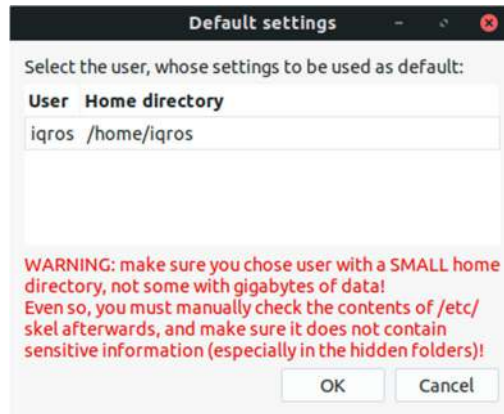 Default settings
Select the user, whose settings to be used as default:
User Home directory
iqros /home/iqros
WARNING: make sure you chose user with a SMALL home
directory, not some with gigabytes of data!
Even so, you must manually check the contents of /etc/
skel afterwards, and make sure it does not contain
sensitive information (especially in the hidden folders)!
OK Cancel